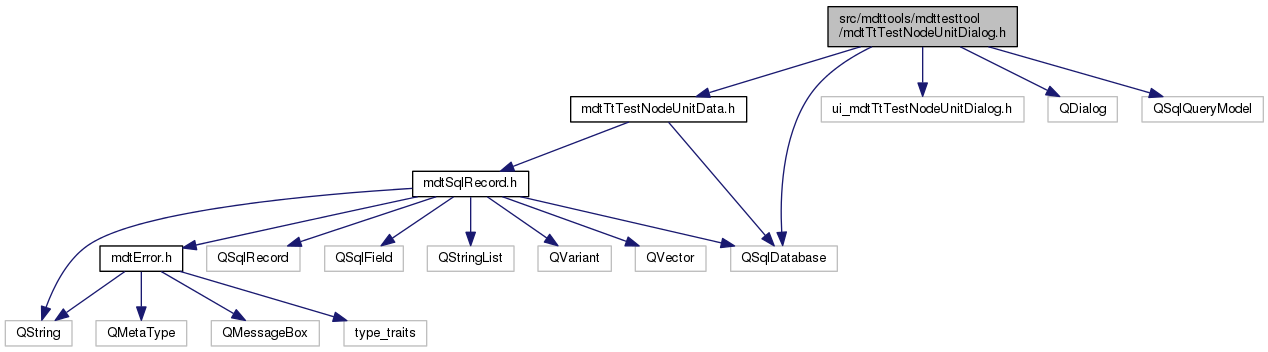 src/mdttools/mdttesttool
/mdtTtTestNodeUnitDialog.h
mdtTtTestNodeUnitData.h
ui_mdtTtTestNodeUnitDialog.h
QDialog
QSqlQueryModel
mdtSqlRecord.h
mdtError.h
QSqlRecord
QSqlField
QStringList
QVariant
QVector
QSqlDatabase
QString
QMetaType
QMessageBox
type_traits